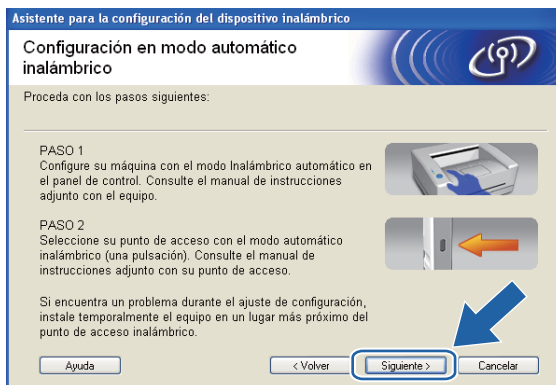 Asistente para la configuración del dispositivo inalámbrico
Configuración en modo automático
inalámbrico
Proceda con los pasos siguientes:
PASO 1
Configure su máquina con el modo Inalámbrico automático en
el panel de control. Consulte el manual de instrucciones
adjunto con el equipo.
PASO 2
Seleccione su punto de acceso con el modo automático
inalámbrico (una pulsación). Consulte el manual de
instrucciones adjunto con su punto de acceso.
Si encuentra un problema durante el ajuste de configuración,
instale temporalmente el equipo en un lugar más próximo del
punto de acceso inalámbrico.
Ayuda < Volver Siguiente > Cancelar